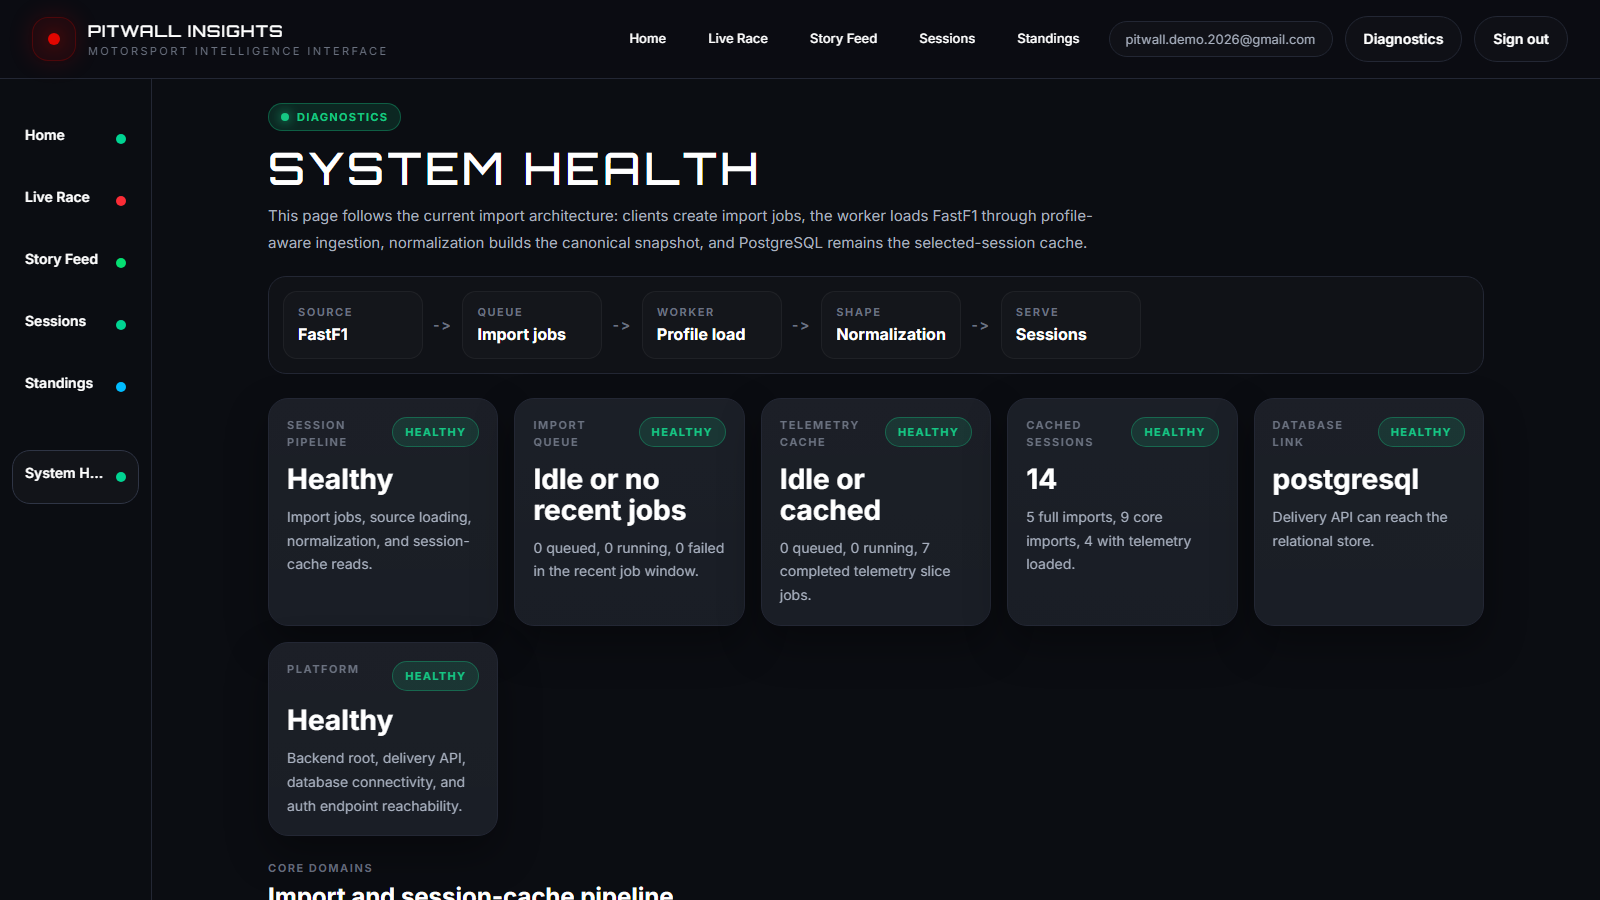 PITWALL INSIGHTS
MOTORSPORT INTELLIGENCE INTERFACE
Home
Live Race
Story Feed
Sessions
Standings
pitwall.demo.2026@gmail.com
Diagnostics
Sign out
Home
Live Race
Story Feed
Sessions
Standings
System H...
DIAGNOSTICS
SYSTEM HEALTH
This page follows the current import architecture: clients create import jobs, the worker loads FastF1 through profile-
aware ingestion, normalization builds the canonical snapshot, and PostgreSQL remains the selected-session cache.
SOURCE
FastF1
->
QUEUE
Import jobs
->
WORKER
Profile load
->
SHAPE
Normalization
->
SERVE
Sessions
SESSION
PIPELINE
HEALTHY
Healthy
Import jobs, source loading,
normalization, and session-
cache reads.
IMPORT
QUEUE
HEALTHY
Idle or no
recent jobs
0 queued, 0 running, 0 failed
in the recent job window.
TELEMETRY
CACHE
HEALTHY
Idle or
cached
0 queued, 0 running, 7
completed telemetry slice
jobs.
CACHED
SESSIONS
HEALTHY
14
5 full imports, 9 core
imports, 4 with telemetry
loaded.
DATABASE
LINK
HEALTHY
postgresql
Delivery API can reach the
relational store.
PLATFORM
HEALTHY
Healthy
Backend root, delivery API,
database connectivity, and
auth endpoint reachability.
CORE DOMAINS
Import and session-cache pipeline